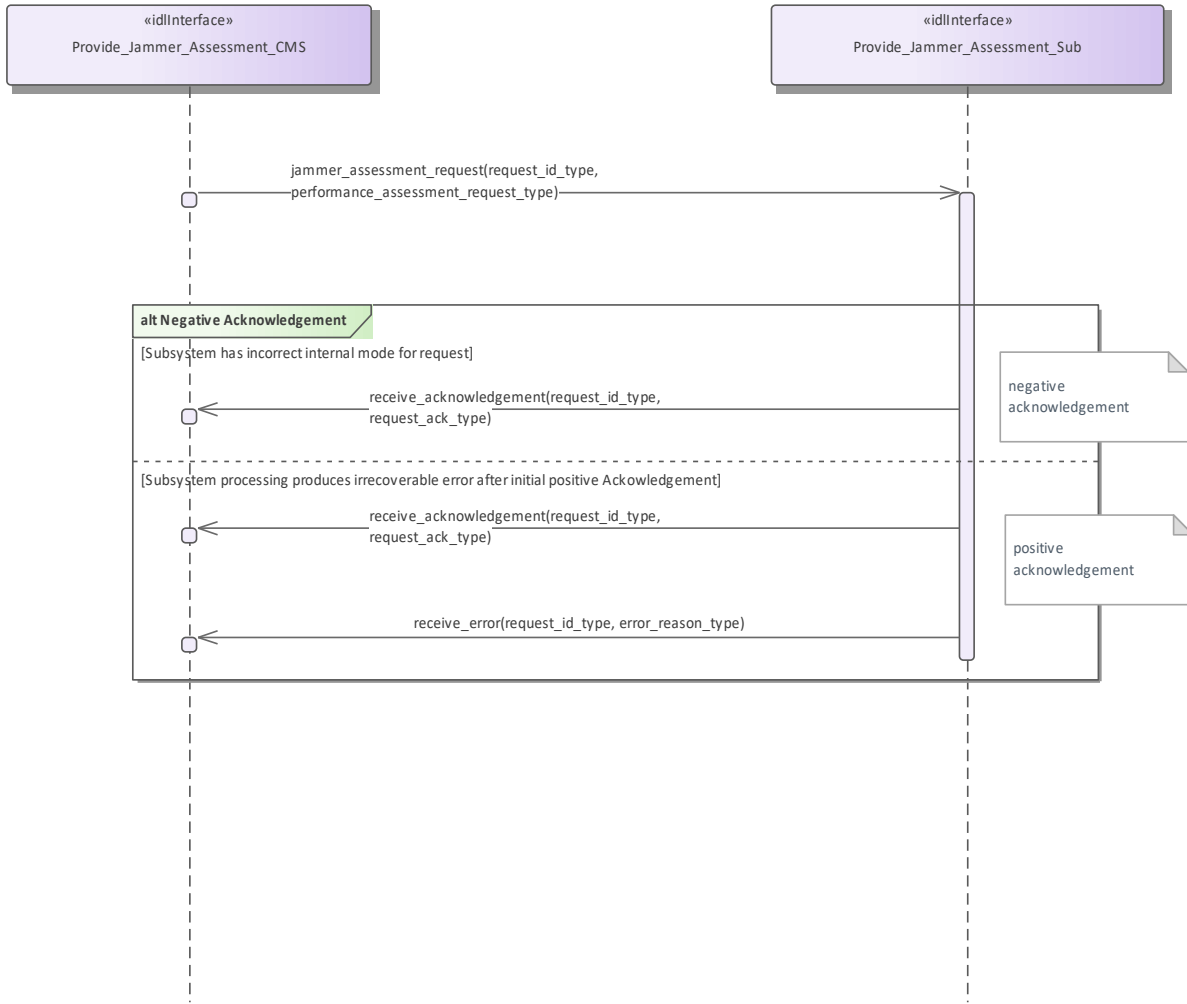 «idlInterface»
Provide_Jammer_Assessment_CMS
«idlInterface»
Provide_Jammer_Assessment_Sub
jammer_assessment_request(request_id_type,
performance_assessment_request_type)
alt Negative Acknowledgement
[Subsystem has incorrect internal mode for request]
receive_acknowledgement(request_id_type,
request_ack_type)
negative
acknowledgement
[Subsystem processing produces irrecoverable error after initial positive Ackowledgement]
receive_acknowledgement(request_id_type,
request_ack_type)
positive
acknowledgement
receive_error(request_id_type, error_reason_type)